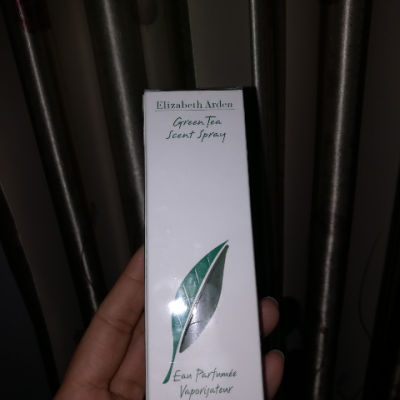 Elizabeth Arden
Green Tea
Scent Spray
Eau Parfumée
Vaporisateur